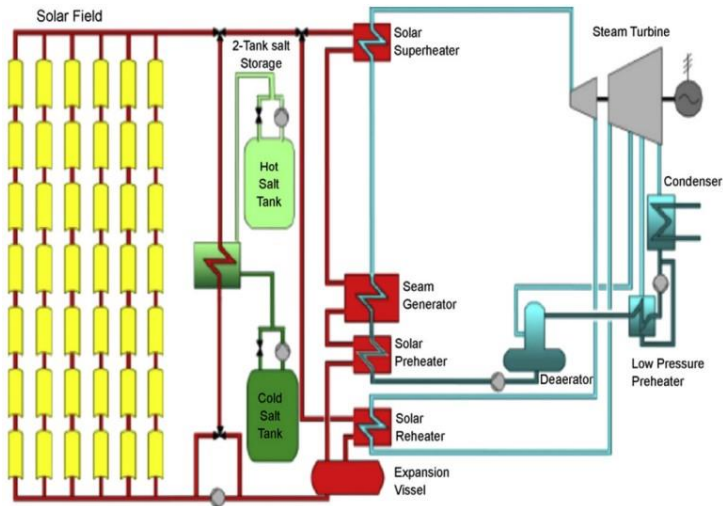 Solar Field
2-Tank salt
Storage
Solar
Superheater
Steam Turbine
Hot
Salt
Tank
Condenser
Seam
Generator
Solar
Preheater
Deaerator
Low Pressure
Preheater
Cold
Salt
Tank
Solar
Reheater
Expansion
Vissel